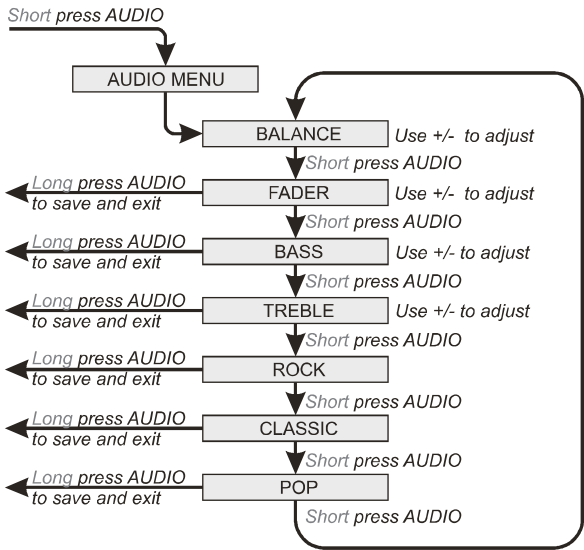 Short press AUDIO
AUDIO MENU
BALANCE Use +/- to adjust
Short press AUDIO
Long press AUDIO
to save and exit
FADER Use +/- to adjust
Short press AUDIO
Long press AUDIO
to save and exit
BASS Use +/- to adjust
Short press AUDIO
Long press AUDIO
to save and exit
TREBLE Use +/- to adjust
Short press AUDIO
Long press AUDIO
to save and exit
ROCK
Short press AUDIO
Long press AUDIO
to save and exit
CLASSIC
Short press AUDIO
Long press AUDIO
to save and exit
POP
Short press AUDIO